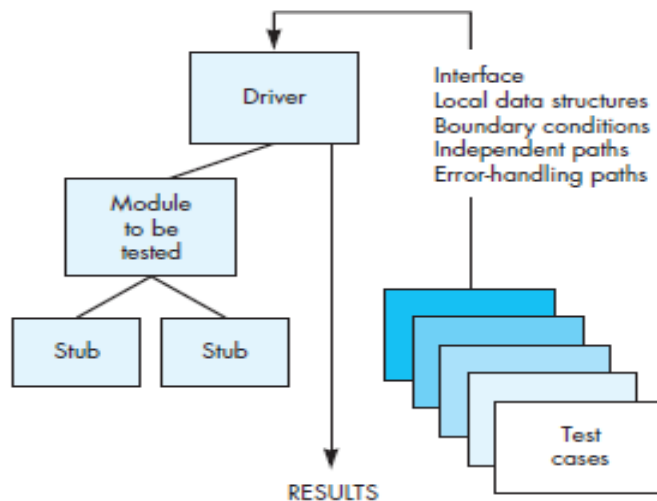 Driver
Interface
Local data structures
Boundary conditions
Independent paths
Error-handling paths
Module
to be
tested
Stub
Stub
Test
cases
RESULTS